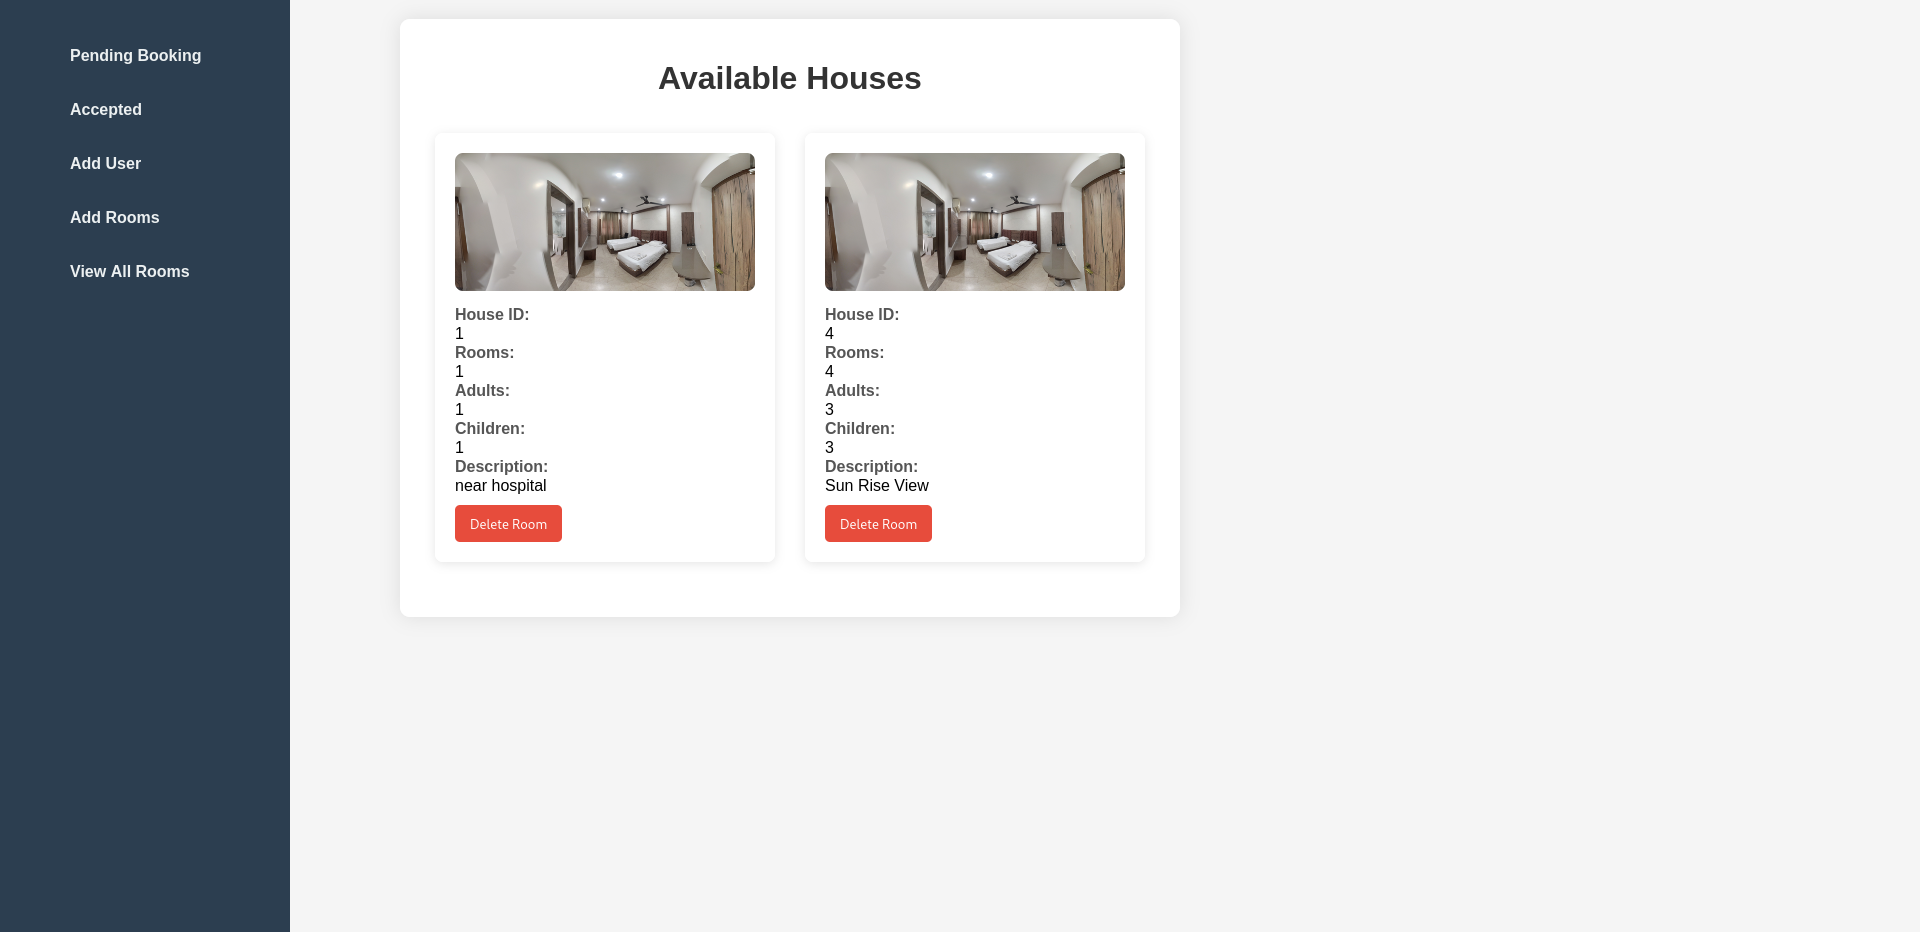 Pending Booking
Accepted
Add User
Add Rooms
View All Rooms
Available Houses
House ID:
1
Rooms:
1
Adults:
1
Children:
1
Description:
near hospital
Delete Room
House ID:
4
Rooms:
4
Adults:
3
Children:
3
Description:
Sun Rise View
Delete Room